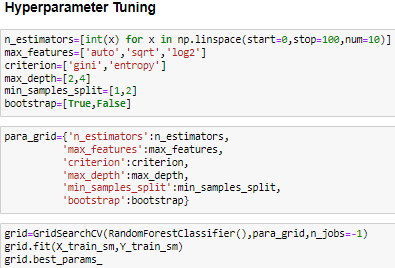 Hyperparameter Tuning
n_estimators=[int(x) for x in np.linspace(start=0,stop=100,num=10)]
max_features=['auto','sqrt','log2']
criterion=['gini','entropy']
max_depth=[2,4]
min_samples_split=[1,2]
bootstrap=[True,False]
para_grid={'n_estimators':n_estimators,
'max_features':max_features,
'criterion':criterion,
'max_depth':max_depth,
'min_samples_split':min_samples_split,
'bootstrap':bootstrap}
grid=GridSearchCV(RandomForestClassifier(),para_grid,n_jobs=-1)
grid.fit(X_train_sm,Y_train_sm)
grid.best_params_